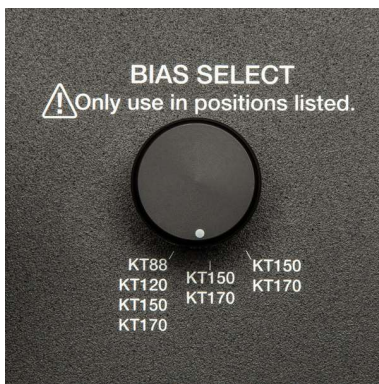 BIAS SELECT
Only use in positions listed.
KT88
KT120
KT150
KT170
KT150
KT170
KT150
KT170